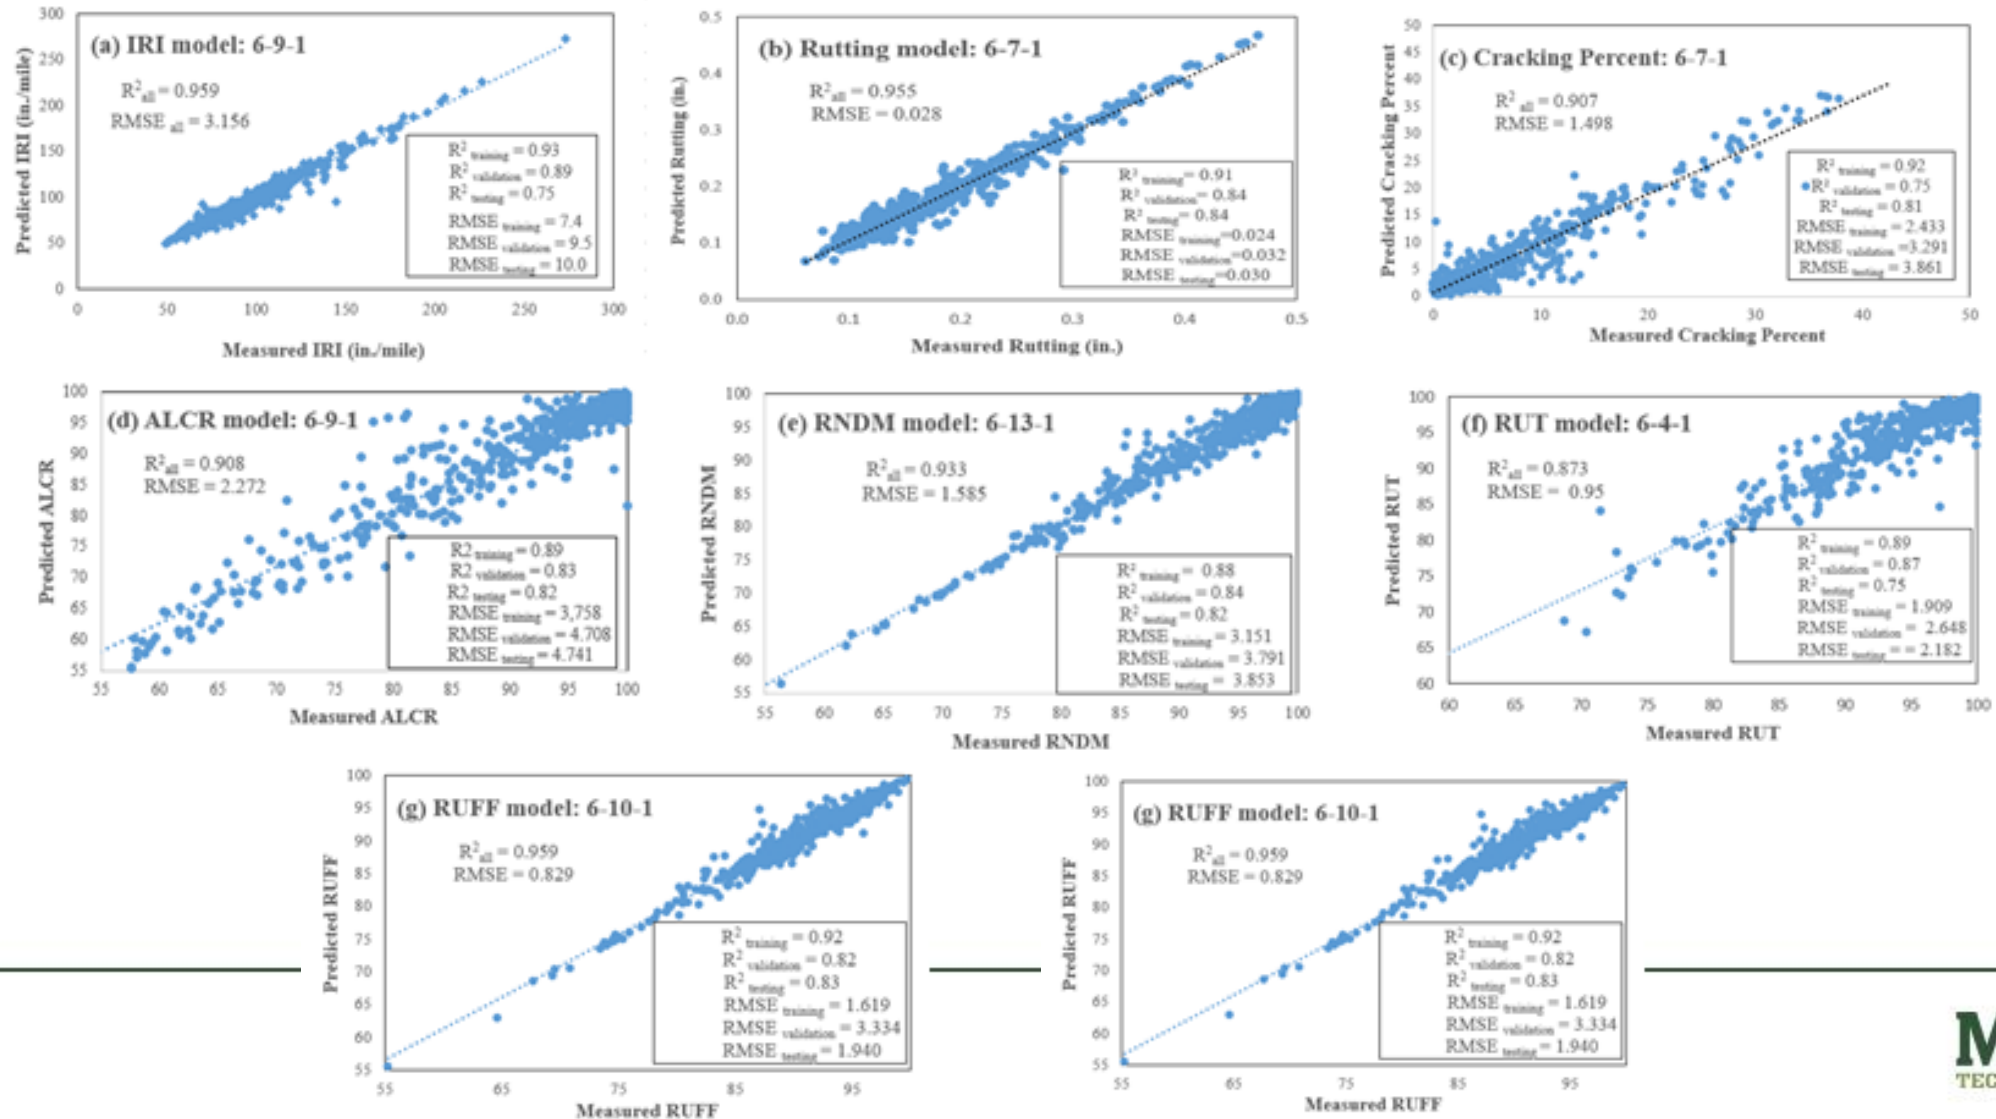 (a) IRI model: 6-9-1
R²all = 0.959
RMSE all = 3.156
R² training = 0.93
R² validation = 0.89
R² testing = 0.75
RMSE training = 7.4
RMSE validation = 9.5
RMSE testing = 10.0
Predicted IRI (in./mile)
300
250
200
150
100
50
0
0 50 100 150 200 250 300
Measured IRI (in./mile)
(b) Rutting model: 6-7-1
R²all = 0.955
RMSE = 0.028
R² training= 0.91
R² validation = 0.84
R² testing = 0.84
RMSE training=0.024
RMSE validation=0.032
RMSE testing=0.030
Predicted Rutting (in.)
0.5
0.4
0.3
0.2
0.1
0.0
0.0 0.1 0.2 0.3 0.4 0.5
Measured Rutting (in.)
(c) Cracking Percent: 6-7-1
R² all = 0.907
RMSE = 1.498
R² training = 0.92
R² validation = 0.75
R² testing = 0.81
RMSE training = 2.433
RMSE validation =3.291
RMSE testing = 3.861
Predicted Cracking Percent
50
45
40
35
30
25
20
15
10
5
0
0 10 20 30 40 50
Measured Cracking Percent
(d) ALCR model: 6-9-1
R²all = 0.908
RMSE = 2.272
R2 training = 0.89
R2 validation = 0.83
R2 testing = 0.82
RMSE training = 3,758
RMSE validation = 4.708
RMSE testing = 4.741
Predicted ALCR
100
95
90
85
80
75
70
65
60
55
55 60 65 70 75 80 85 90 95 100
Measured ALCR
(e) RNDM model: 6-13-1
R²all = 0.933
RMSE = 1.585
R² training = 0.88
R² validation = 0.84
R² testing = 0.82
RMSE training = 3.151
RMSE validation = 3.791
RMSE testing = 3.853
Predicted RNDM
100
95
90
85
80
75
70
65
60
55
55 60 65 70 75 80 85 90 95 100
Measured RNDM
(f) RUT model: 6-4-1
R²all = 0.873
RMSE = 0.95
R² training = 0.89
R² validation = 0.87
R² testing = 0.75
RMSE training = 1.909
RMSE validation = 2.648
RMSE testing = = 2.182
Predicted RUT
100
95
90
85
80
75
70
65
60
60 65 70 75 80 85 90 95 100
Measured RUT
(g) RUFF model: 6-10-1
R²all = 0.959
RMSE = 0.829
R² training = 0.92
R² validation = 0.82
R² testing = 0.83
RMSE training = 1.619
RMSE validation = 3.334
RMSE testing = 1.940
Predicted RUFF
100
95
90
85
80
75
70
65
60
55
55 65 75 85 95
Measured RUFF
(g) RUFF model: 6-10-1
R²all = 0.959
RMSE = 0.829
R² training = 0.92
R² validation = 0.82
R² testing = 0.83
RMSE training = 1.619
RMSE validation = 3.334
RMSE testing = 1.940
Predicted RUFF
100
95
90
85
80
75
70
65
60
55
55 65 75 85 95
Measured RUFF
M
TEC